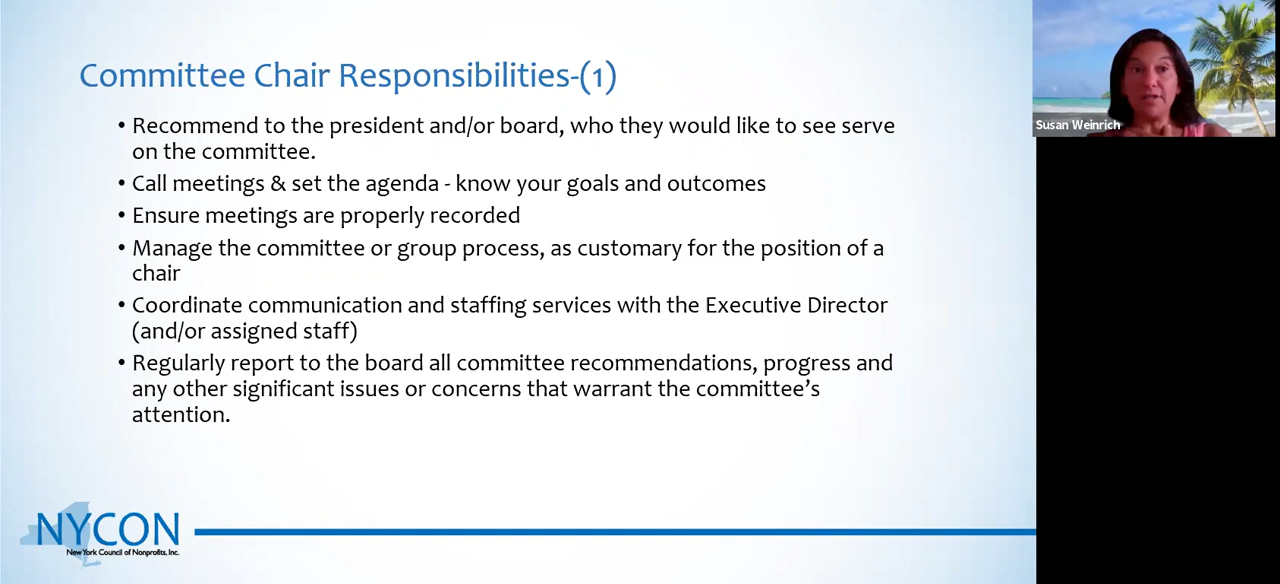 Committee Chair Responsibilities-(1)
• Recommend to the president and/or board, who they would like to see serve
on the committee.
• Call meetings & set the agenda - know your goals and outcomes
• Ensure meetings are properly recorded
• Manage the committee or group process, as customary for the position of a
chair
• Coordinate communication and staffing services with the Executive Director
(and/or assigned staff)
• Regularly report to the board all committee recommendations, progress and
any other significant issues or concerns that warrant the committee’s
attention.
NYCON
New York Council of Nonprofits, Inc.
Susan Weinrich